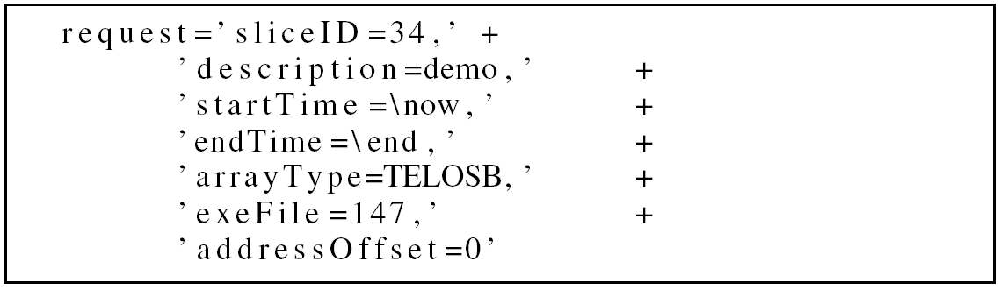 request='sliceID=34,' +
'description=demo,' +
'startTime=\now,' +
'endTime=\end,' +
'arrayType=TELOSB,' +
'exeFile=147,' +
'addressOffset=0'